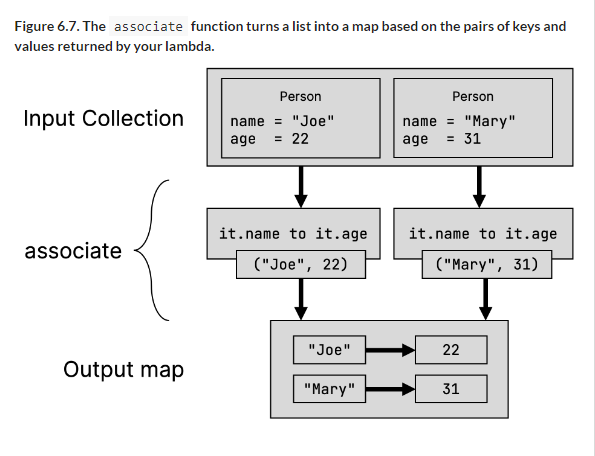 Figure 6.7. The associate function turns a list into a map based on the pairs of keys and
values returned by your lambda.
Input Collection
Person
name = "Joe"
age = 22
Person
name = "Mary"
age = 31
associate
it.name to it.age
("Joe", 22)
it.name to it.age
("Mary", 31)
Output map
"Joe" 22
"Mary" 31